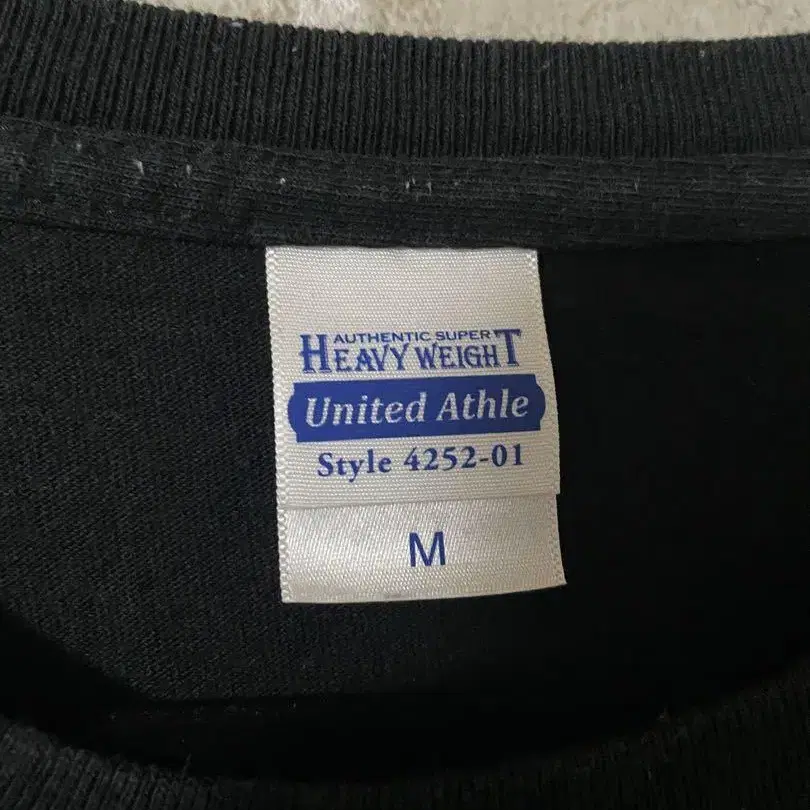 AUTHENTIC SUPER
HEAVY WEIGHT
United Athle
Style 4252-01
M